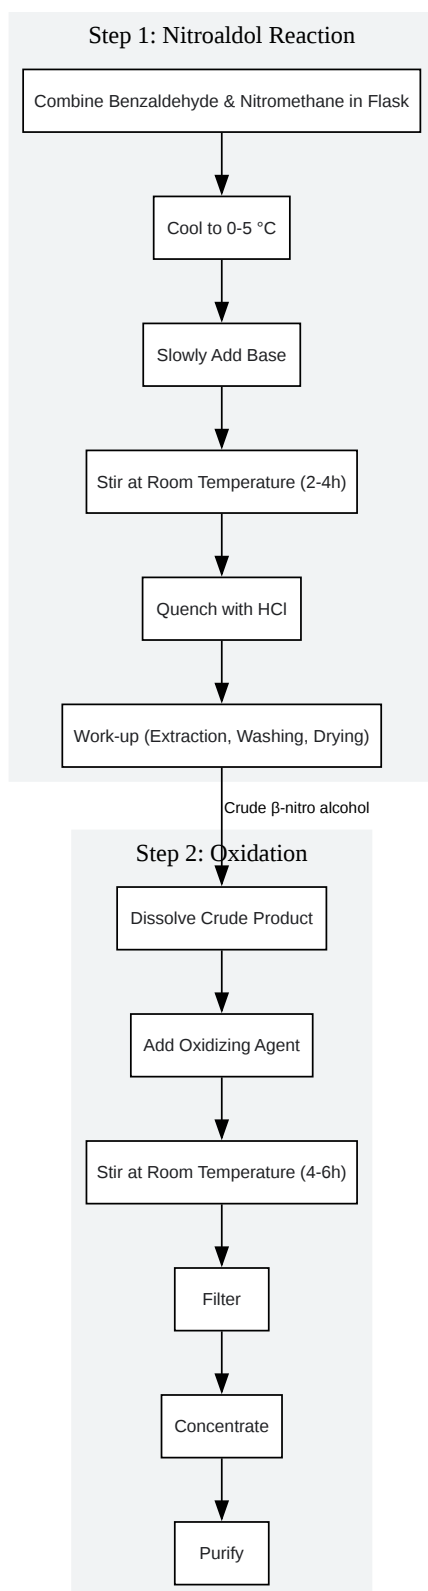 Step 1: Nitroaldol Reaction
Combine Benzaldehyde & Nitromethane in Flask
Cool to 0-5 °C
Slowly Add Base
Stir at Room Temperature (2-4h)
Quench with HCl
Work-up (Extraction, Washing, Drying)
Crude β-nitro alcohol
Step 2: Oxidation
Dissolve Crude Product
Add Oxidizing Agent
Stir at Room Temperature (4-6h)
Filter
Concentrate
Purify